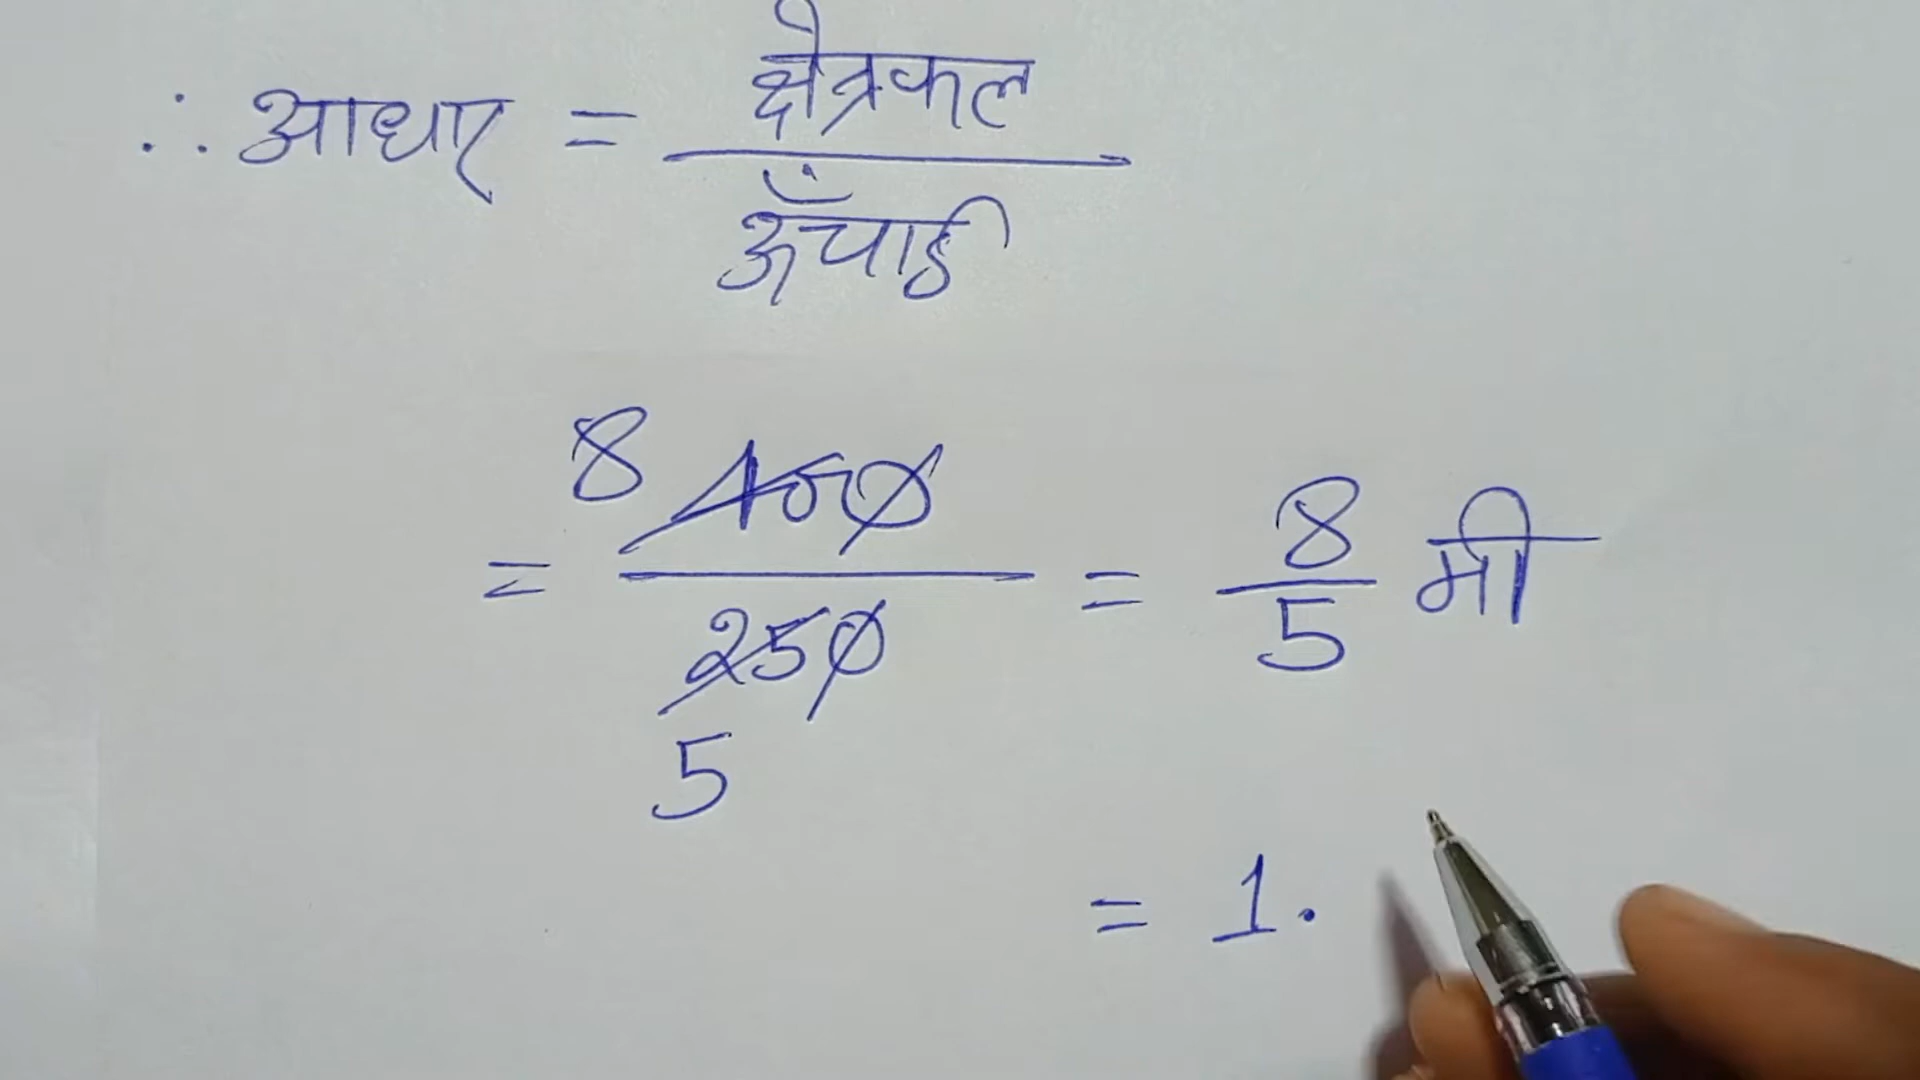 ∴ आधार = क्षेत्रफल
ऊँचाई
= 8 400 = 8 मी
250 5
5
= 1.